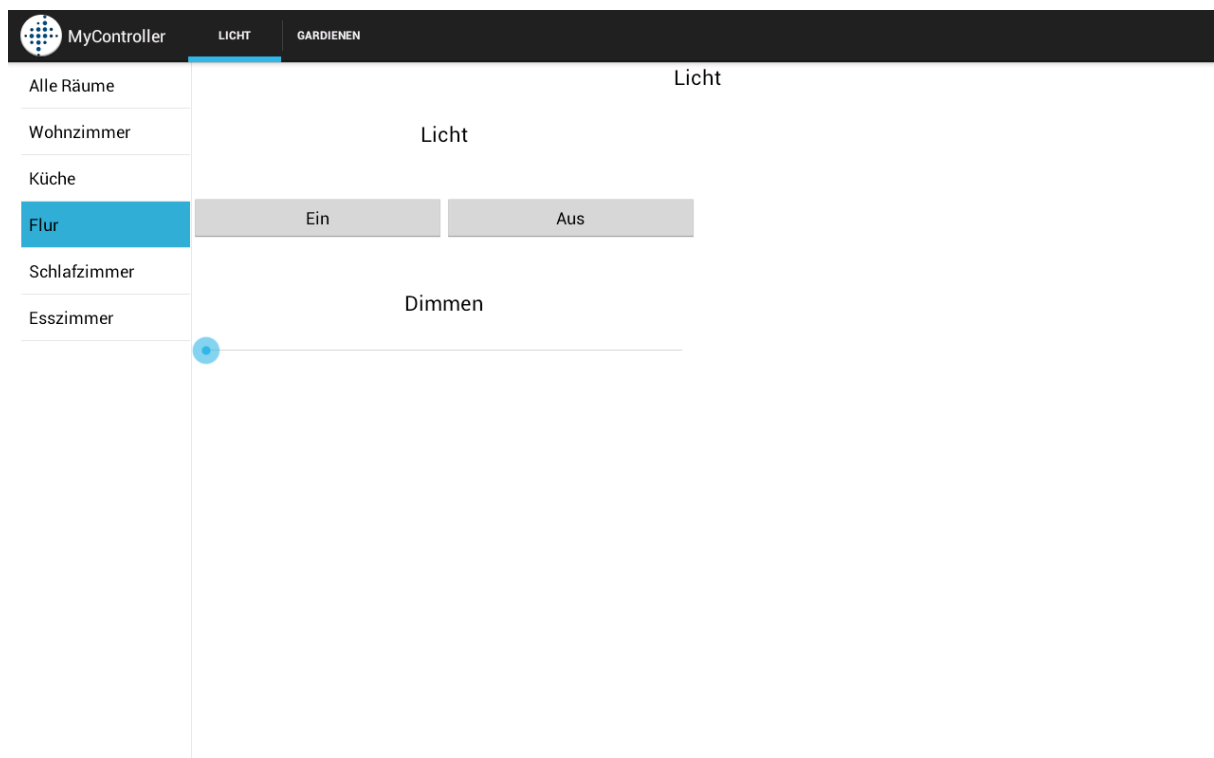 MyController
LICHT
GARDIENEN
Alle Räume
Wohnzimmer
Küche
Flur
Schlafzimmer
Esszimmer
Licht
Licht
Ein
Aus
Dimmen